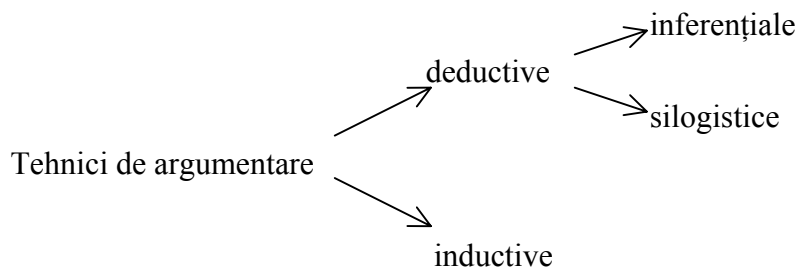 inferențiale
deductive
silogistice
Tehnici de argumentare
inductive